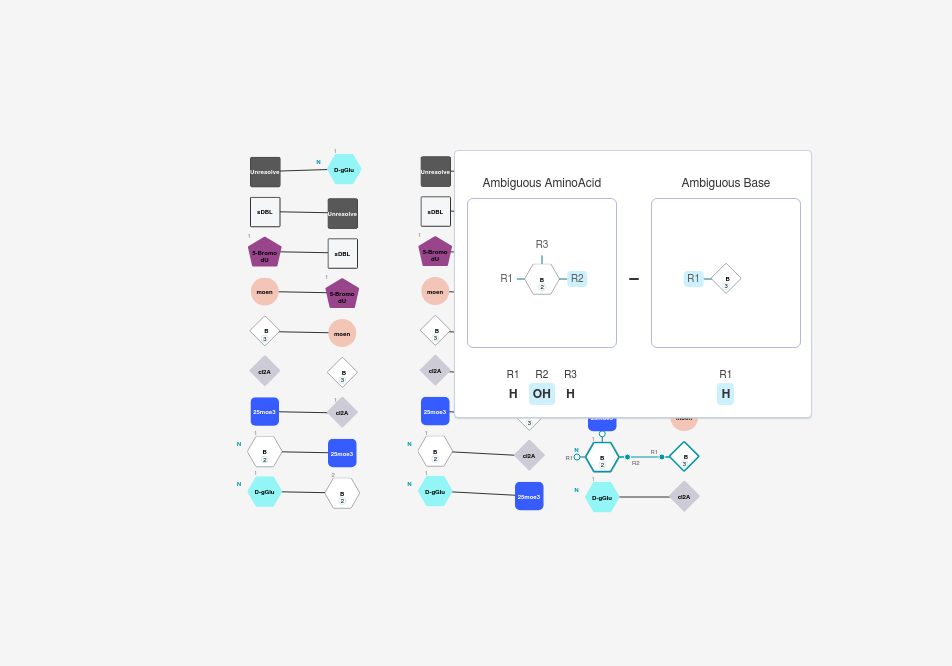 1
N
Unresolve
D-gGlu
Unresolve
Ambiguous AminoAcid
Ambiguous Base
sDBL
Unresolve
sDBL
1
5-Bromo
dU
sDBL
1
5-Bromo
dU
R3
R1
B
2
R2
R1
B
3
1
moen
5-Bromo
dU
moen
B
3
moen
B
3
cl2A
B
3
cl2A
R1
R2
R3
R1
H
OH
H
H
1
25moe3
cl2A
25moe3
3
1
N
B
2
25moe3
1
N
B
2
cl2A
1
N
R1
B
2
R2
R1
B
3
1
N
D-gGlu
2
B
2
1
N
D-gGlu
25moe3
1
N
D-gGlu
cl2A